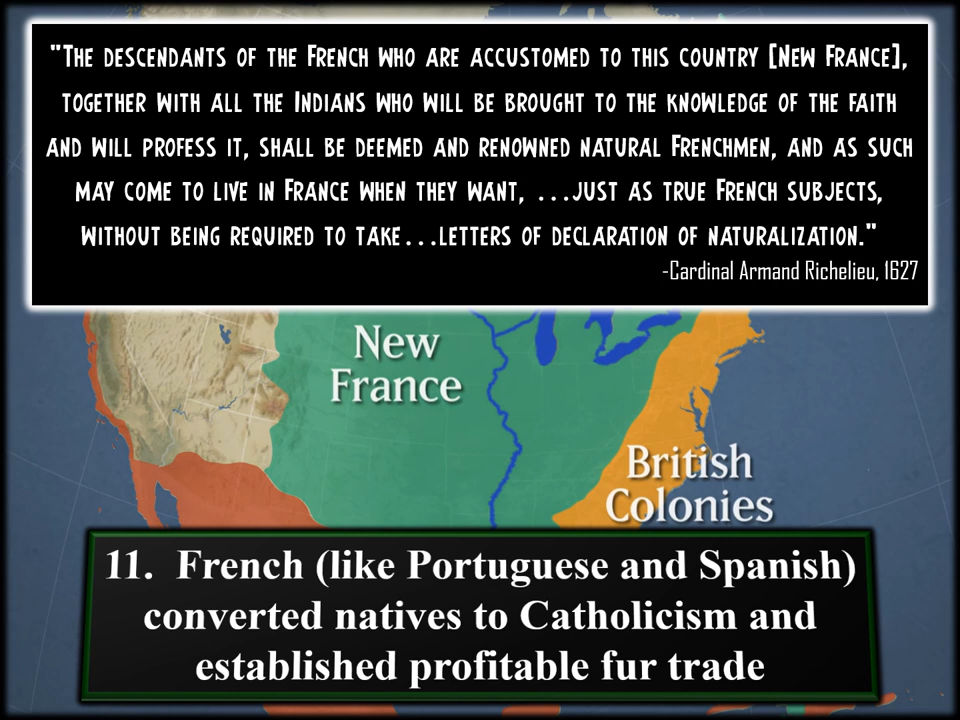 "The descendants of the French who are accustomed to this country [New France],
together with all the Indians who will be brought to the knowledge of the faith
and will profess it, shall be deemed and renowned natural Frenchmen, and as such
may come to live in France when they want, ...just as true French subjects,
without being required to take...letters of declaration of naturalization."
-Cardinal Armand Richelieu, 1627
New
France
British
Colonies
11. French (like Portuguese and Spanish)
converted natives to Catholicism and
established profitable fur trade